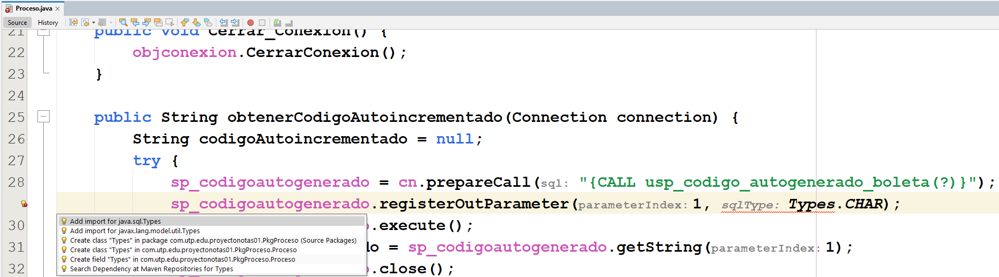 Proceso.java
Source History
21 public void Cerrar_Conexion() {
22 objconexion.CerrarConexion();
23 }
24
25 public String obtenerCodigoAutoincrementado(Connection connection) {
26 String codigoAutoincrementado = null;
27 try {
28 sp_codigoautogenerado = cn.prepareCall(sql: "{CALL usp_codigo_autogenerado_boleta(?)}");
sp_codigoautogenerado.registerOutParameter(parameterIndex: 1, sqlType: Types.CHAR);
Add import for java.sql.Types
Add import for javax.lang.model.util.Types
Create class "Types" in package com.utp.edu.proyectonotas01.PkgProceso (Source Packages)
Create class "Types" in com.utp.edu.proyectonotas01.PkgProceso.Proceso
Create field "Types" in com.utp.edu.proyectonotas01.PkgProceso.Proceso
Search Dependency at Maven Repositories for Types
30 .execute();
31 do = sp_codigoautogenerado.getString(parameterIndex: 1);
32 .close();